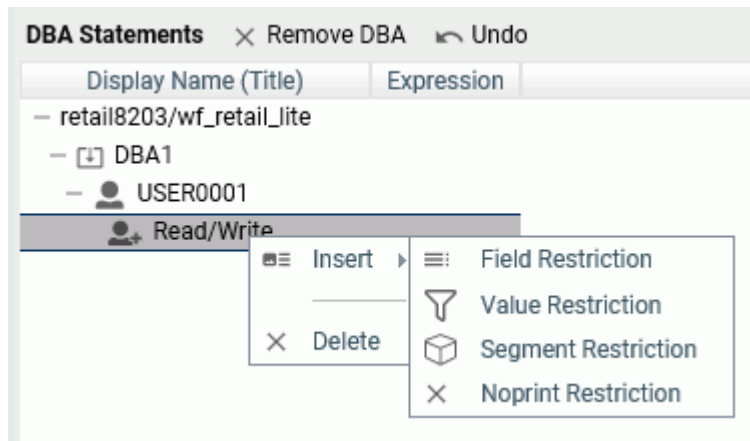 DBA Statements Remove DBA Undo
Display Name (Title) Expression
retail8203/wf_retail_lite
DBA1
USER0001
Read/Write
Insert Field Restriction
Value Restriction
Delete Segment Restriction
Noprint Restriction